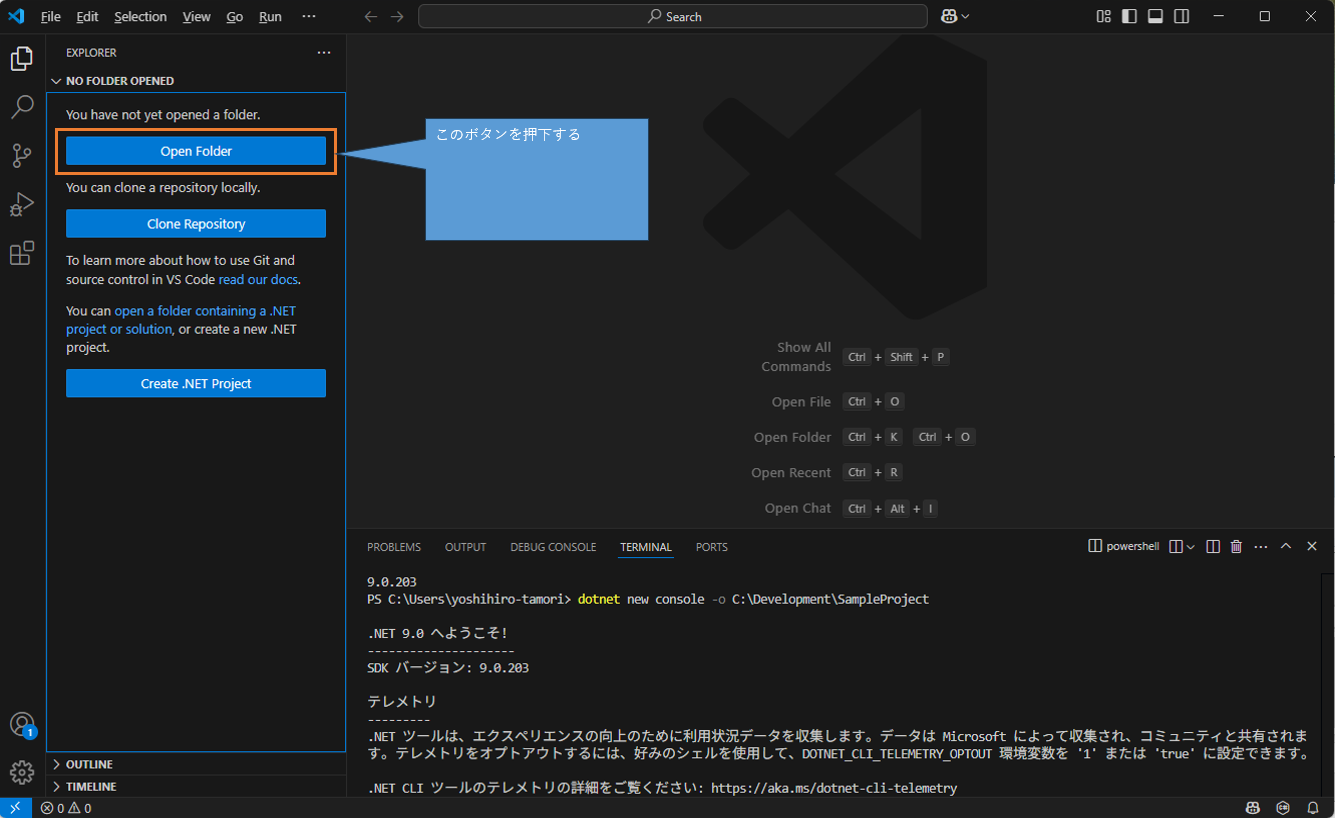 File Edit Selection View Go Run ··· Search
EXPLORER ···
NO FOLDER OPENED
You have not yet opened a folder.
Open Folder
You can clone a repository locally.
Clone Repository
To learn more about how to use Git and
source control in VS Code read our docs.
You can open a folder containing a .NET
project or solution, or create a new .NET
project.
Create .NET Project
このボタンを押下する
Show All
Commands Ctrl + Shift + P
Open File Ctrl + O
Open Folder Ctrl + K Ctrl + O
Open Recent Ctrl + R
Open Chat Ctrl + Alt + I
PROBLEMS OUTPUT DEBUG CONSOLE TERMINAL PORTS powershell ···
9.0.203
PS C:\Users\yoshihiro-tamori> dotnet new console -o C:\Development\SampleProject
.NET 9.0 へようこそ!
---------------------
SDK バージョン: 9.0.203
テレメトリ
---------
.NET ツールは、エクスペリエンスの向上のために利用状況データを収集します。データは Microsoft によって収集され、コミュニティと共有されま
す。テレメトリをオプトアウトするには、好みのシェルを使用して、DOTNET_CLI_TELEMETRY_OPTOUT 環境変数を '1' または 'true' に設定できます。
.NET CLI ツールのテレメトリの詳細をご覧ください: https://aka.ms/dotnet-cli-telemetry
1
OUTLINE
TIMELINE
0 0